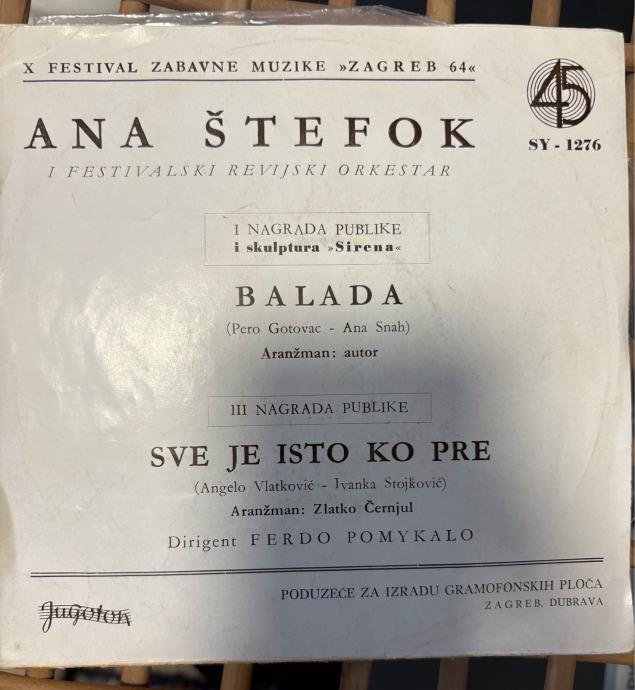 X FESTIVAL ZABAVNE MUZIKE »ZAGREB 64«
45
SY - 1276
ANA ŠTEFOK
I FESTIVALSKI REVIJSKI ORKESTAR
I NAGRADA PUBLIKE
i skulptura »Sirena«
BALADA
(Pero Gotovac - Ana Snah)
Aranžman: autor
III NAGRADA PUBLIKE
SVE JE ISTO KO PRE
(Angelo Vlatković - Ivanka Stojković)
Aranžman: Zlatko Černjul
Dirigent FERDO POMYKALO
Jugoton
PODUZEĆE ZA IZRADU GRAMOFONSKIH PLOČA
ZAGREB, DUBRAVA